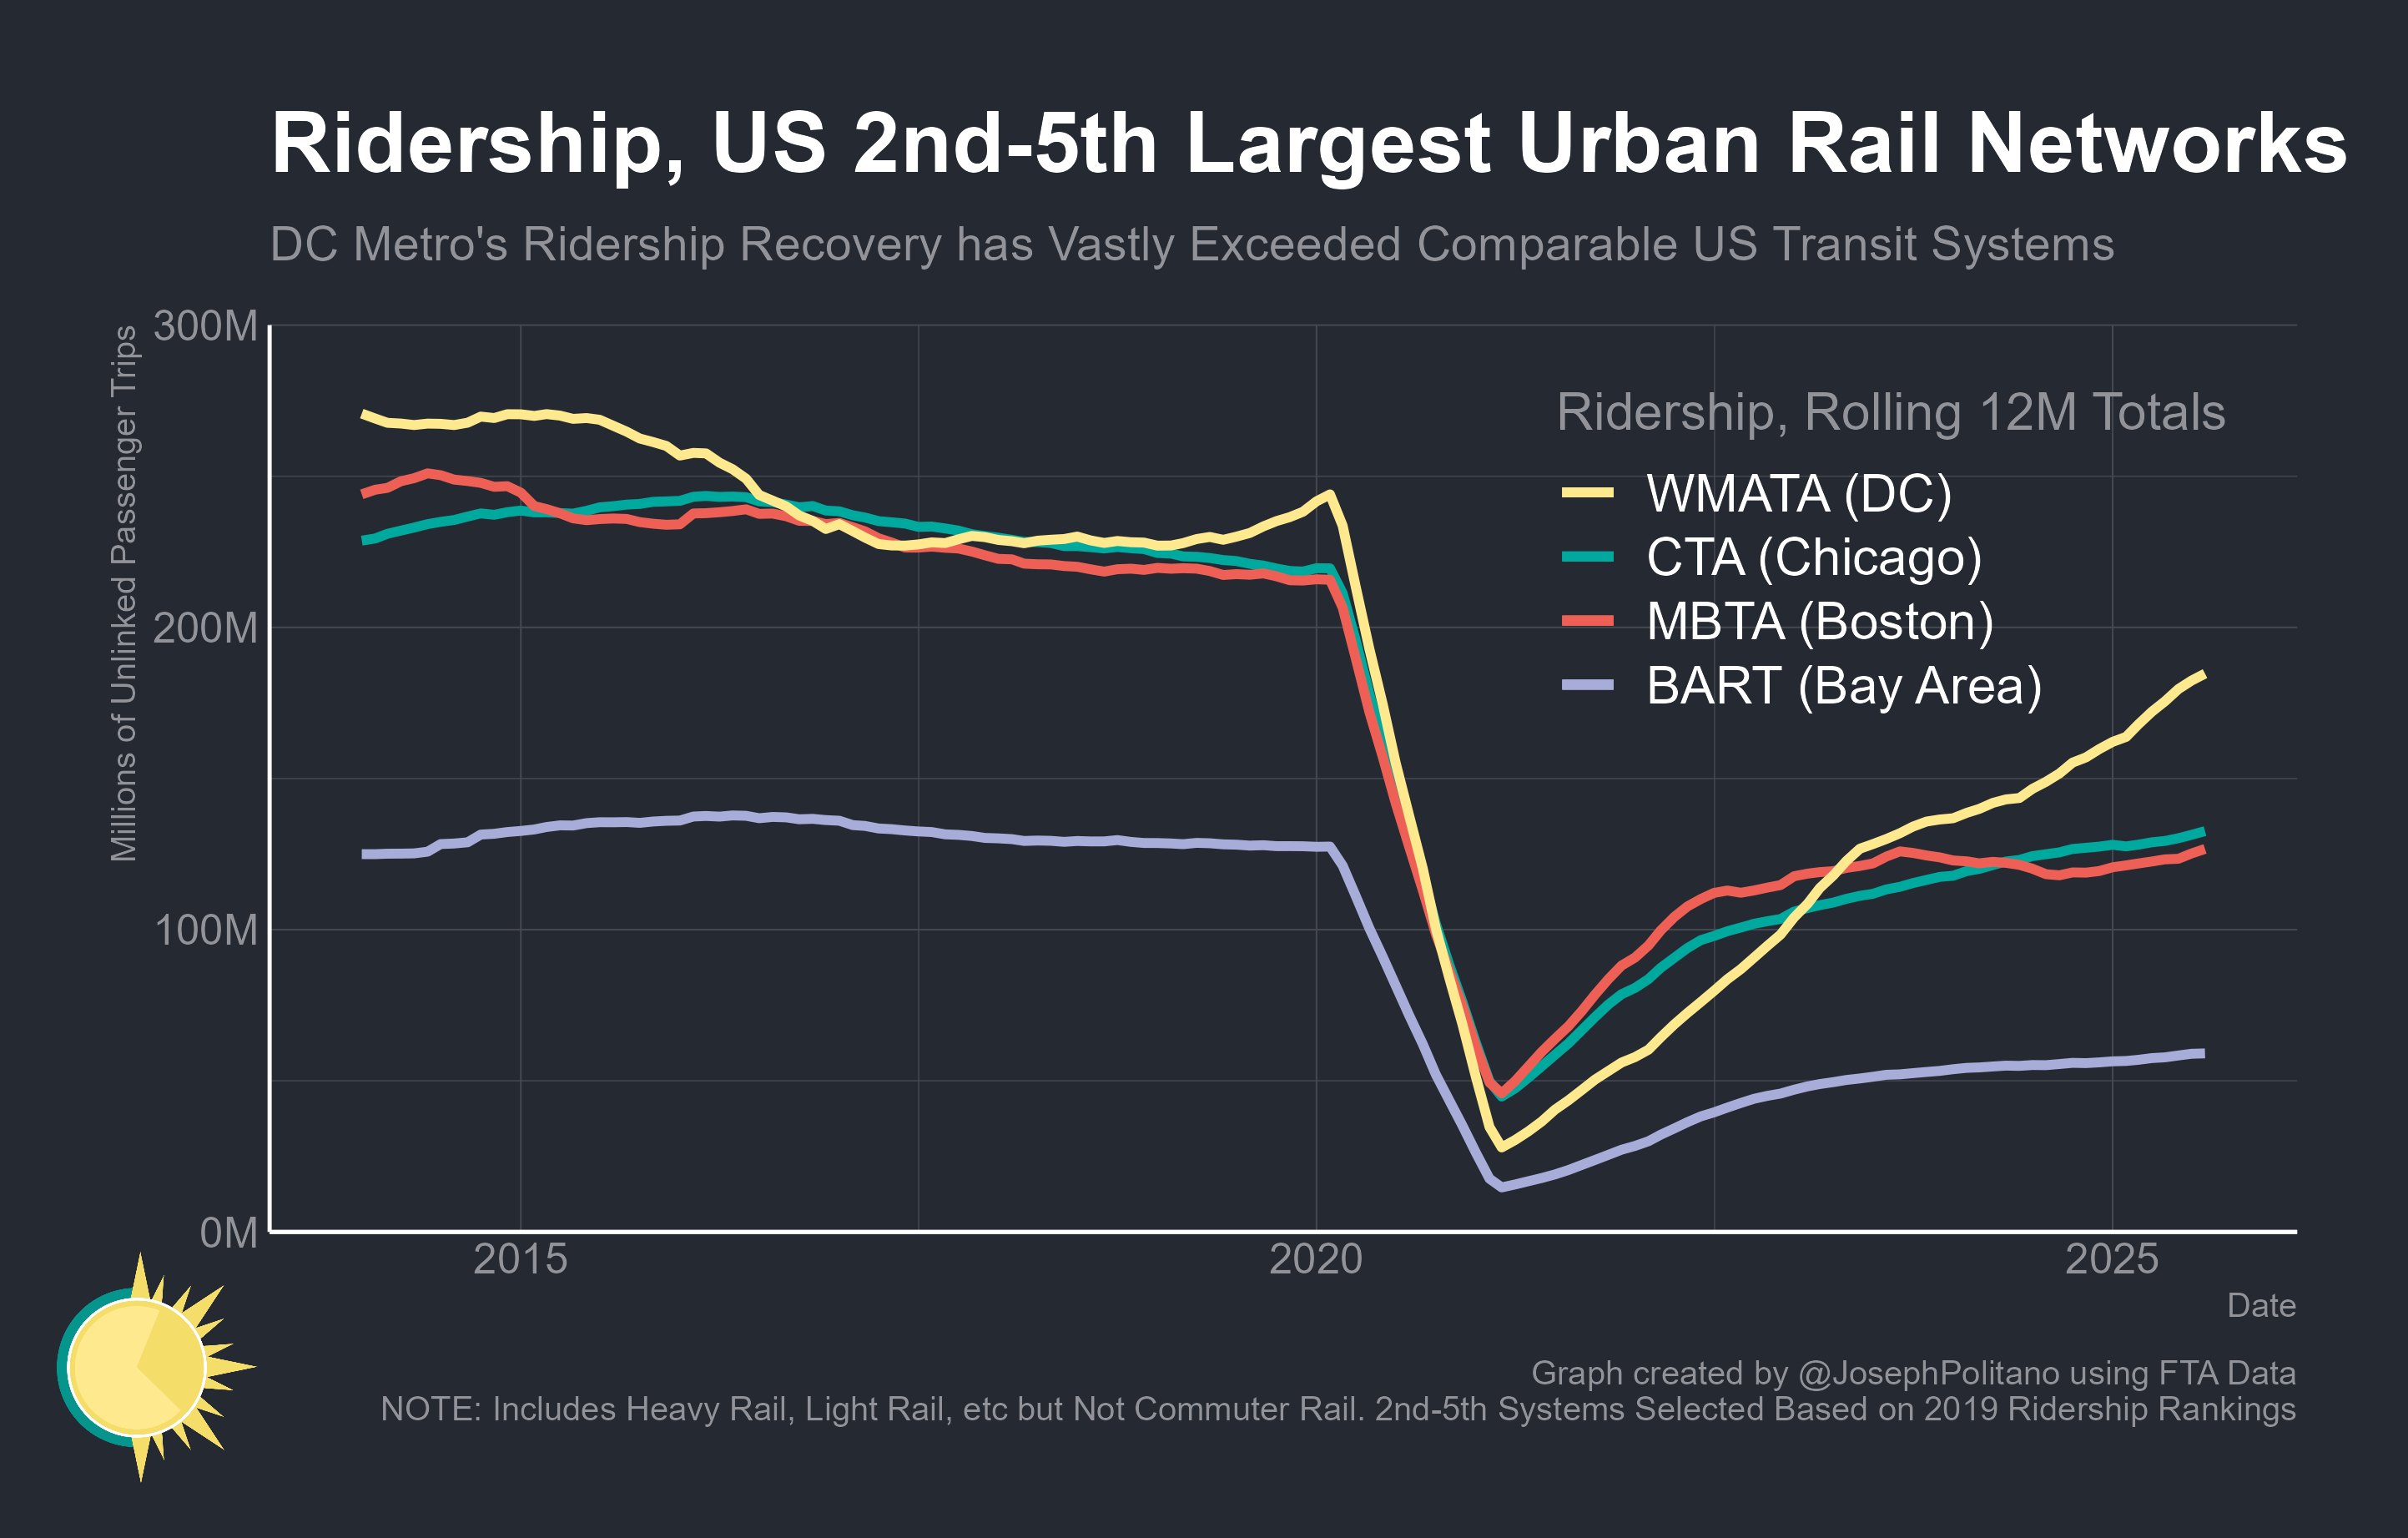 Ridership, US 2nd-5th Largest Urban Rail Networks
DC Metro's Ridership Recovery has Vastly Exceeded Comparable US Transit Systems
Millions of Unlinked Passenger Trips
300M
200M
100M
0M
Ridership, Rolling 12M Totals
WMATA (DC)
CTA (Chicago)
MBTA (Boston)
BART (Bay Area)
2015
2020
2025
Date
Graph created by @JosephPolitano using FTA Data
NOTE: Includes Heavy Rail, Light Rail, etc but Not Commuter Rail. 2nd-5th Systems Selected Based on 2019 Ridership Rankings